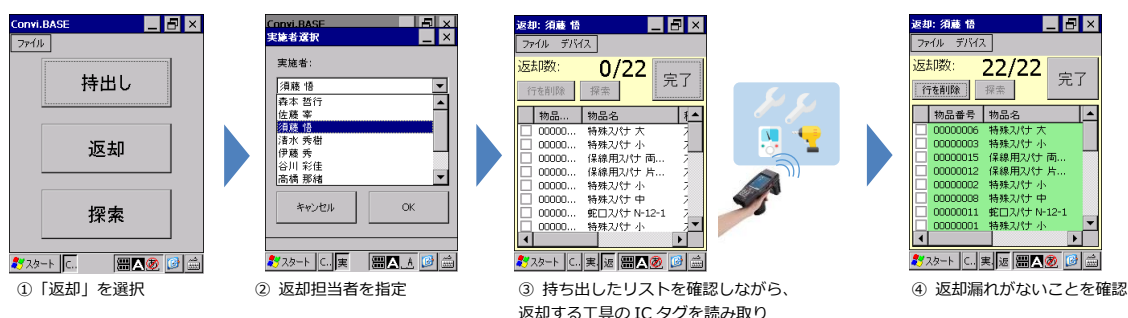 Convi.BASE
ファイル
持出し
返却
探索
①「返却」を選択
Convi.BASE
実施者選択
実施者:
須藤 悟
森本 哲行
佐藤 宰
須藤 悟
清水 秀樹
伊藤 秀
谷川 彩佳
高橋 那緒
キャンセル OK
スタート C.. 実
② 返却担当者を指定
返却: 須藤 悟
ファイル デバイス
返却数: 0/22 完了
行を削除 探索
物品... 物品名
00000... 特殊スパナ 大
00000... 特殊スパナ 小
00000... 保線用スパナ 両...
00000... 保線用スパナ 片...
00000... 特殊スパナ 小
00000... 特殊スパナ 中
00000... 蛇口スパナ N-12-1
00000... 特殊スパナ 小
スタート C.. 実 返
③ 持ち出したリストを確認しながら、
返却する工具の IC タグを読み取り
返却: 須藤 悟
ファイル デバイス
返却数: 22/22 完了
行を削除 探索
物品番号 物品名
00000006 特殊スパナ 大
00000003 特殊スパナ 小
00000015 保線用スパナ 両...
00000012 保線用スパナ 片...
00000002 特殊スパナ 小
00000008 特殊スパナ 中
00000011 蛇口スパナ N-12-1
00000001 特殊スパナ 小
スタート C.. 実 返
④ 返却漏れがないことを確認
スタート C..